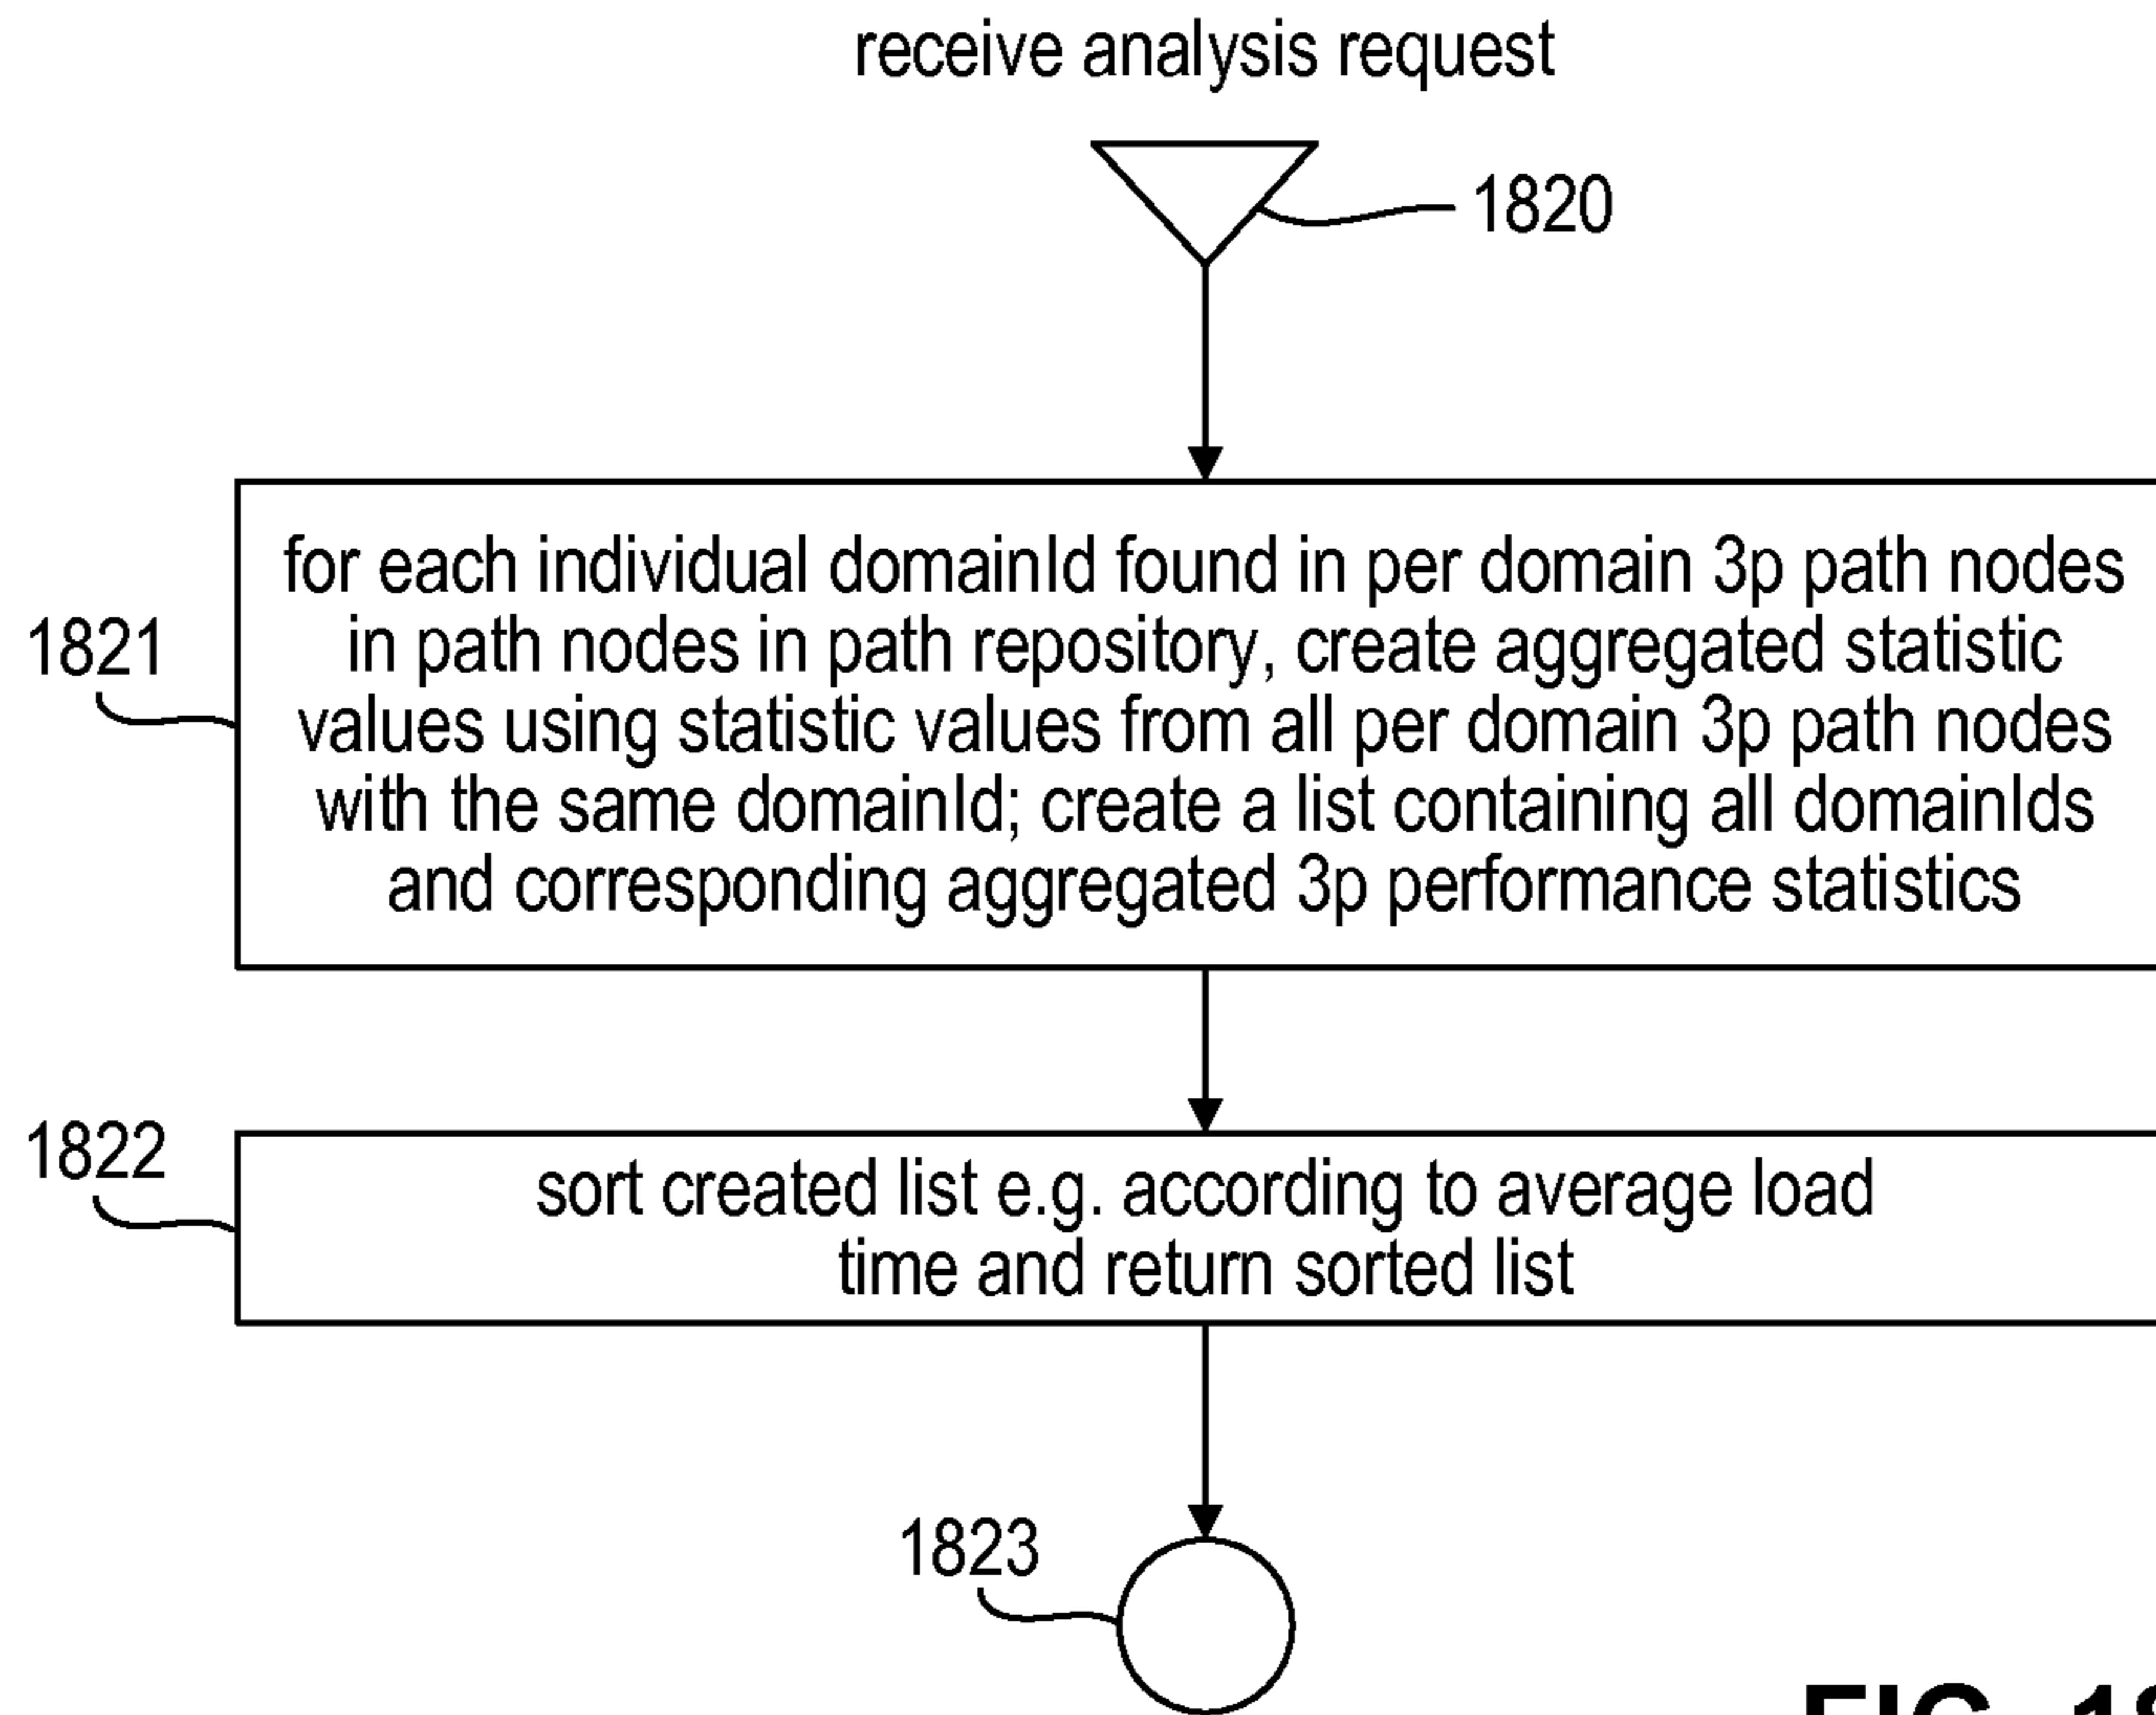 receive analysis request
1820
for each individual domainId found in per domain 3p path nodes
in path nodes in path repository, create aggregated statistic
1821
values using statistic values from all per domain 3p path nodes
with the same domainId; create a list containing all domainIds
and corresponding aggregated 3p performance statistics
1822
sort created list e.g. according to average load
time and return sorted list
1823